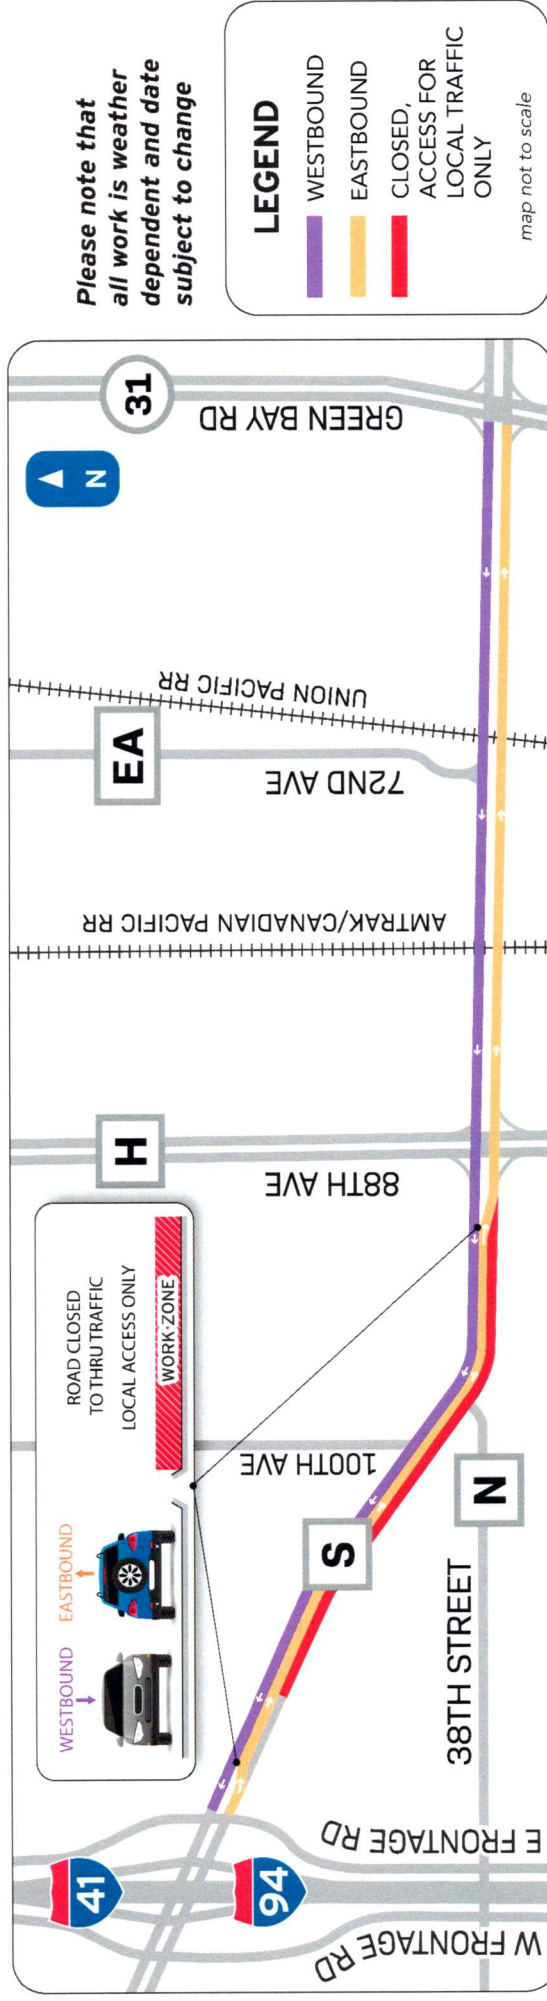 Please note that
all work is weather
dependent and date
subject to change
LEGEND
WESTBOUND
EASTBOUND
CLOSED,
ACCESS FOR
LOCAL TRAFFIC
ONLY
map not to scale
41
94
W FRONTAGE RD
E FRONTAGE RD
WESTBOUND
EASTBOUND
ROAD CLOSED
TO THRU TRAFFIC
LOCAL ACCESS ONLY
WORK ZONE
S
38TH STREET
N
100TH AVE
H
88TH AVE
AMTRAK/CANADIAN PACIFIC RR
EA
72ND AVE
UNION PACIFIC RR
N
31
GREEN BAY RD